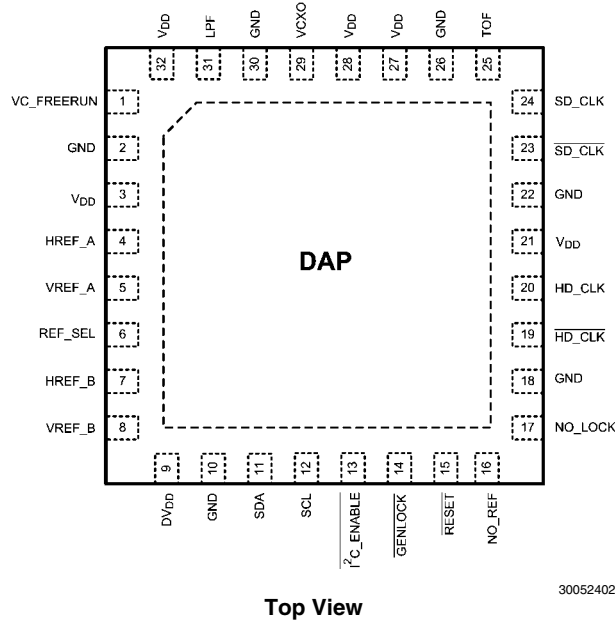 VDD LPF GND VCXO VDD VDD GND TOF
32 31 30 29 28 27 26 25
VC_FREERUN 1 24 SD_CLK
GND 2 23 SD_CLK
VDD 3 22 GND
HREF_A 4 21 VDD
VREF_A 5 DAP 20 HD_CLK
REF_SEL 6 19 HD_CLK
HREF_B 7 18 GND
VREF_B 8 17 NO_LOCK
9 10 11 12 13 14 15 16
DVDD GND SDA SCL I²C_ENABLE GENLOCK RESET NO_REF
30052402
Top View